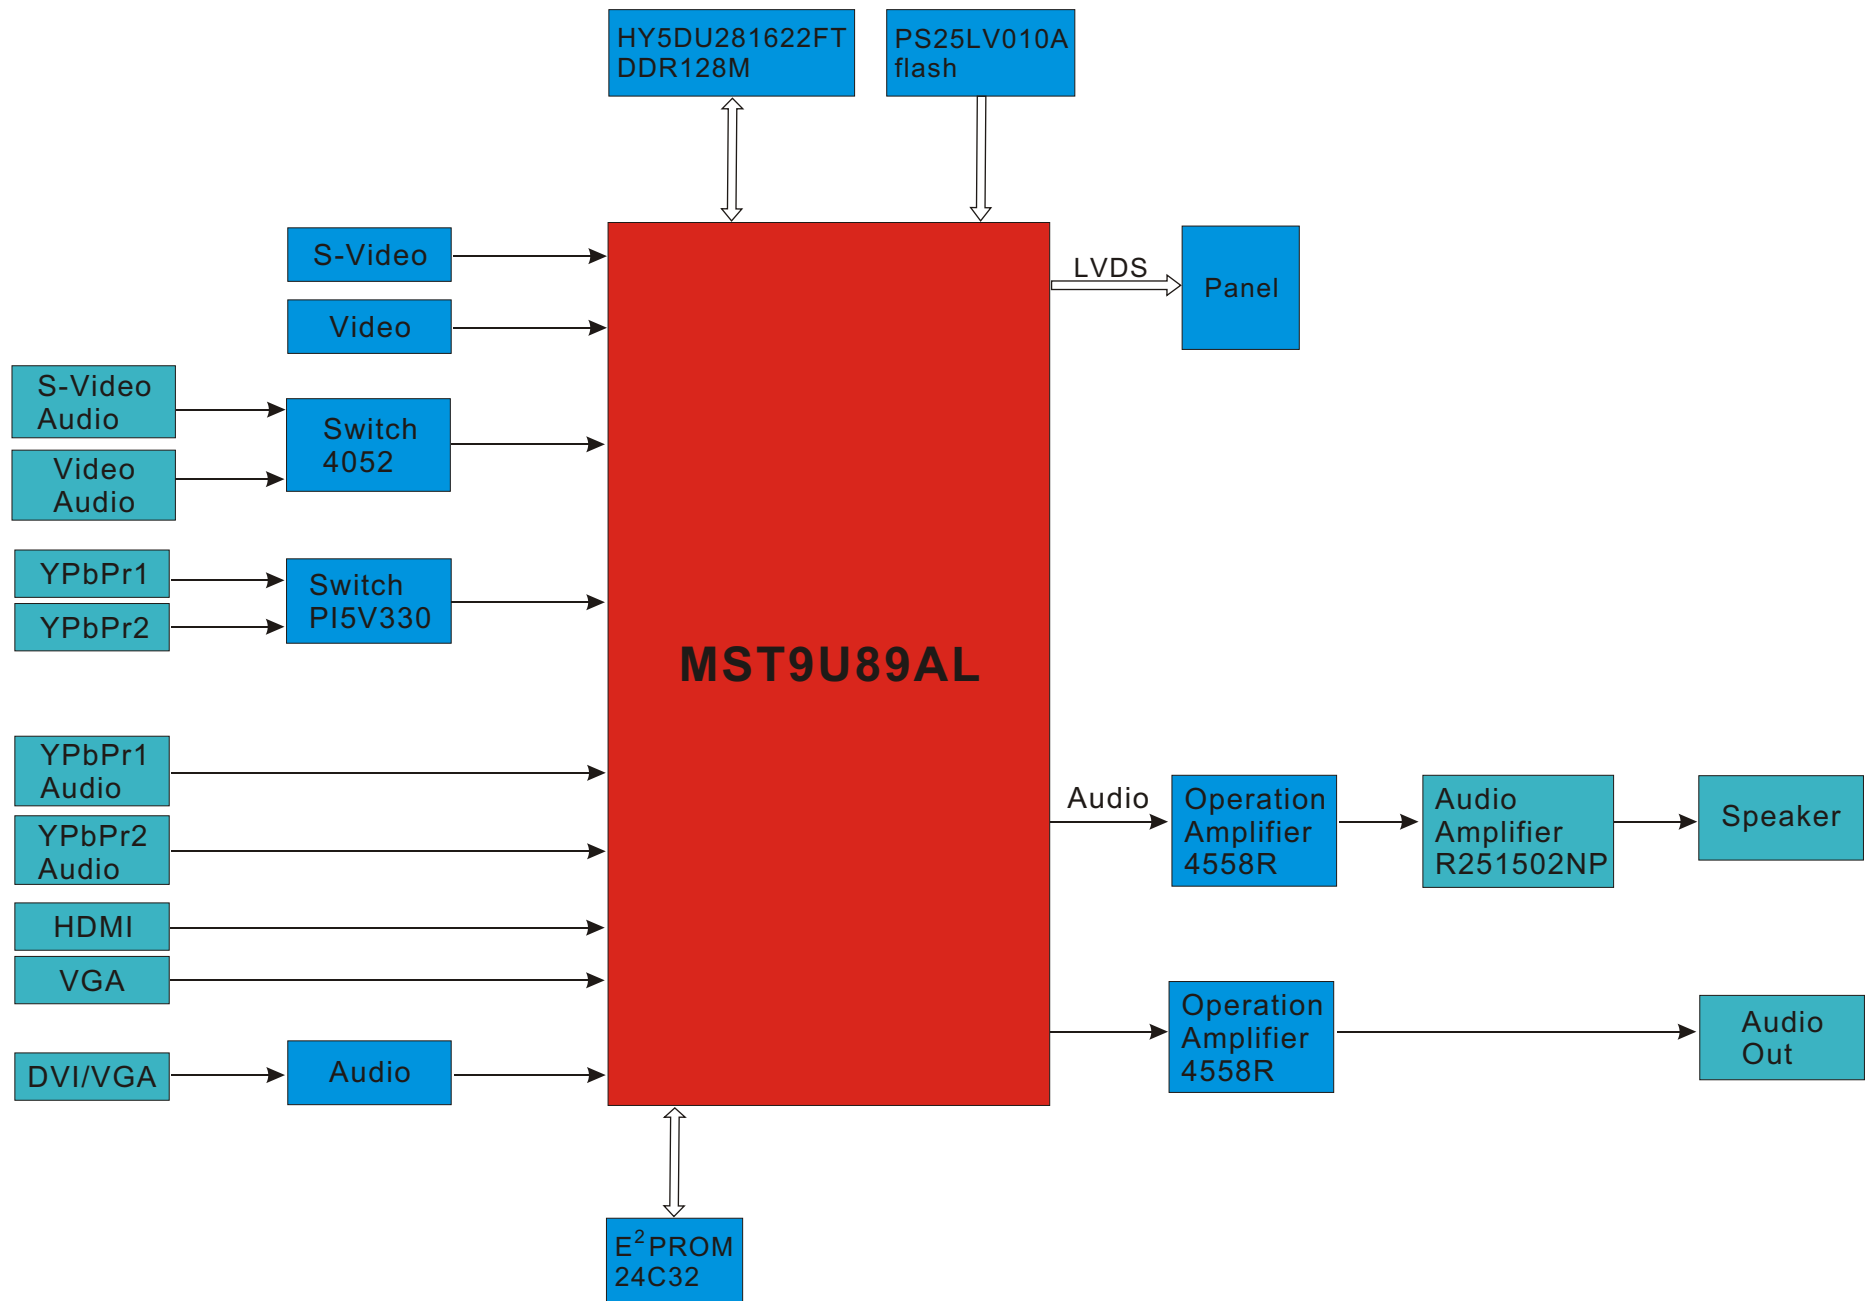 HY5DU281622FT
DDR128M
PS25LV010A
flash
S-Video
LVDS
Panel
Video
S-Video
Audio
Switch
4052
Video
Audio
YPbPr1
Switch
PI5V330
YPbPr2
MST9U89AL
YPbPr1
Audio
YPbPr2
Audio
Audio
Operation
Amplifier
4558R
Audio
Amplifier
R251502NP
Speaker
HDMI
VGA
Operation
Amplifier
4558R
Audio
Out
DVI/VGA
Audio
E²PROM
24C32